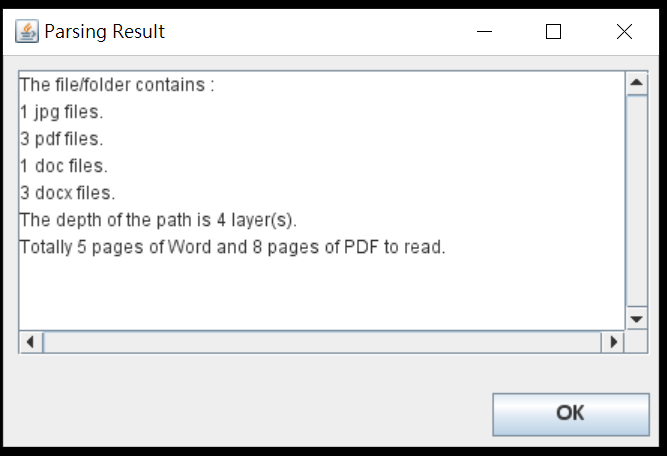 Parsing Result
The file/folder contains :
1 jpg files.
3 pdf files.
1 doc files.
3 docx files.
The depth of the path is 4 layer(s).
Totally 5 pages of Word and 8 pages of PDF to read.
OK